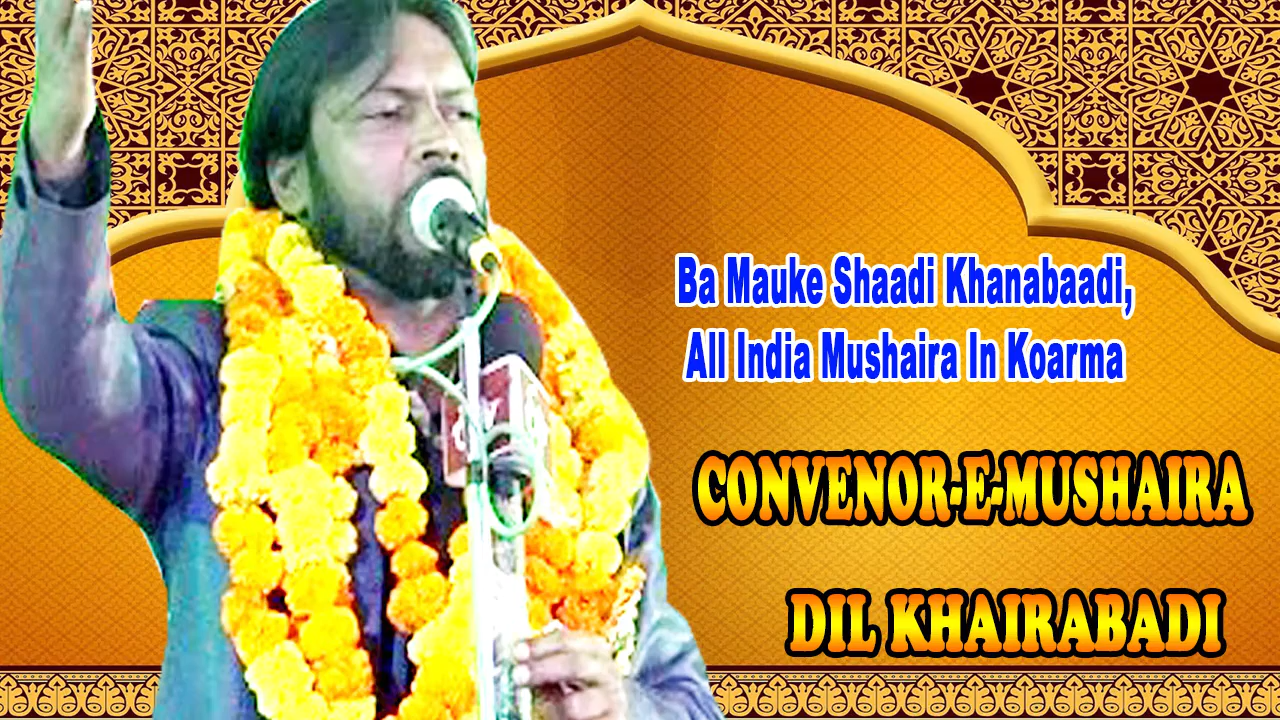 Ba Mauke Shaadi Khanabaadi,
All India Mushaira In Koarma
CONVENOR-E-MUSHAIRA
DIL KHAIRABADI